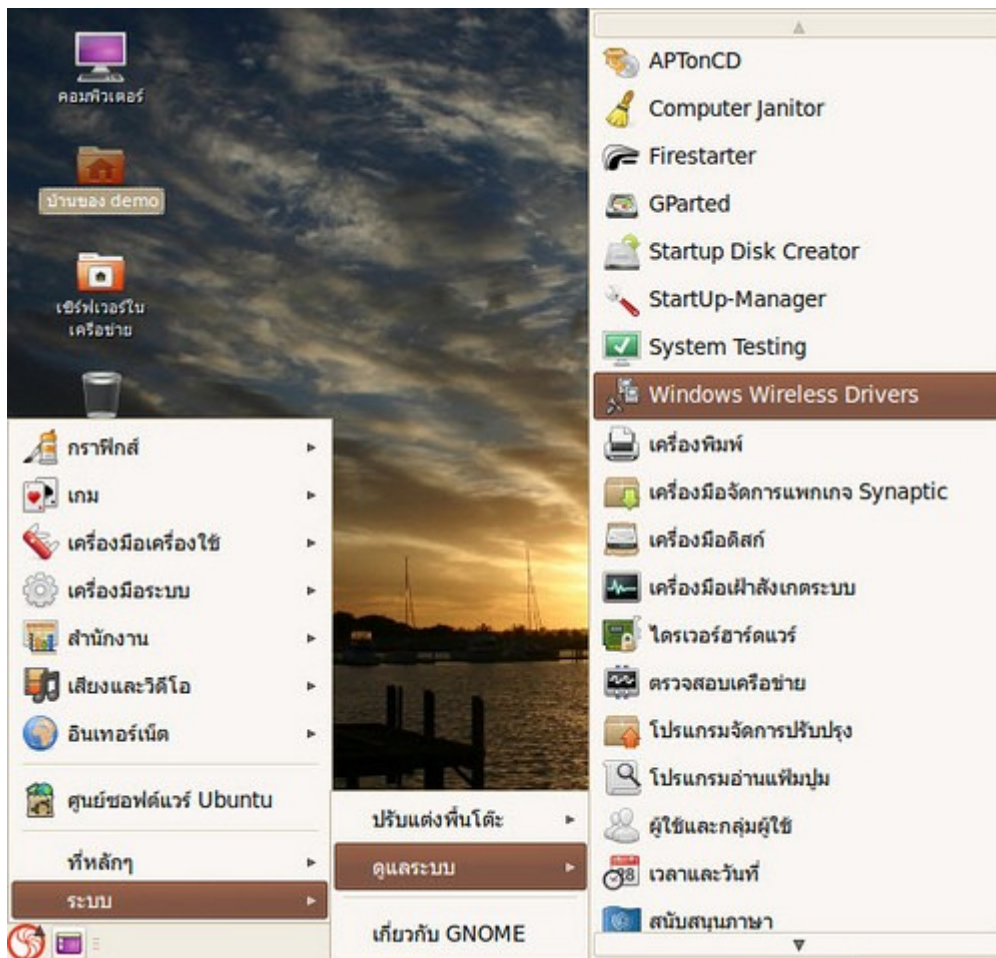 คอมพิวเตอร์
บ้านของ demo
เซิร์ฟเวอร์ใน
เครือข่าย
กราฟิกส์
เกม
เครื่องมือเครื่องใช้
เครื่องมือระบบ
สำนักงาน
เสียงและวิดีโอ
อินเทอร์เน็ต
ศูนย์ซอฟต์แวร์ Ubuntu
ที่หลักๆ
ระบบ
ปรับแต่งพื้นโต๊ะ
ดูแลระบบ
เกี่ยวกับ GNOME
APTonCD
Computer Janitor
Firestarter
GParted
Startup Disk Creator
StartUp-Manager
System Testing
Windows Wireless Drivers
เครื่องพิมพ์
เครื่องมือจัดการแพกเกจ Synaptic
เครื่องมือดิสก์
เครื่องมือเฝ้าสังเกตระบบ
ไดรเวอร์ฮาร์ดแวร์
ตรวจสอบเครือข่าย
โปรแกรมจัดการปรับปรุง
โปรแกรมอ่านแฟ้มปูม
ผู้ใช้และกลุ่มผู้ใช้
เวลาและวันที่
สนับสนุนภาษา